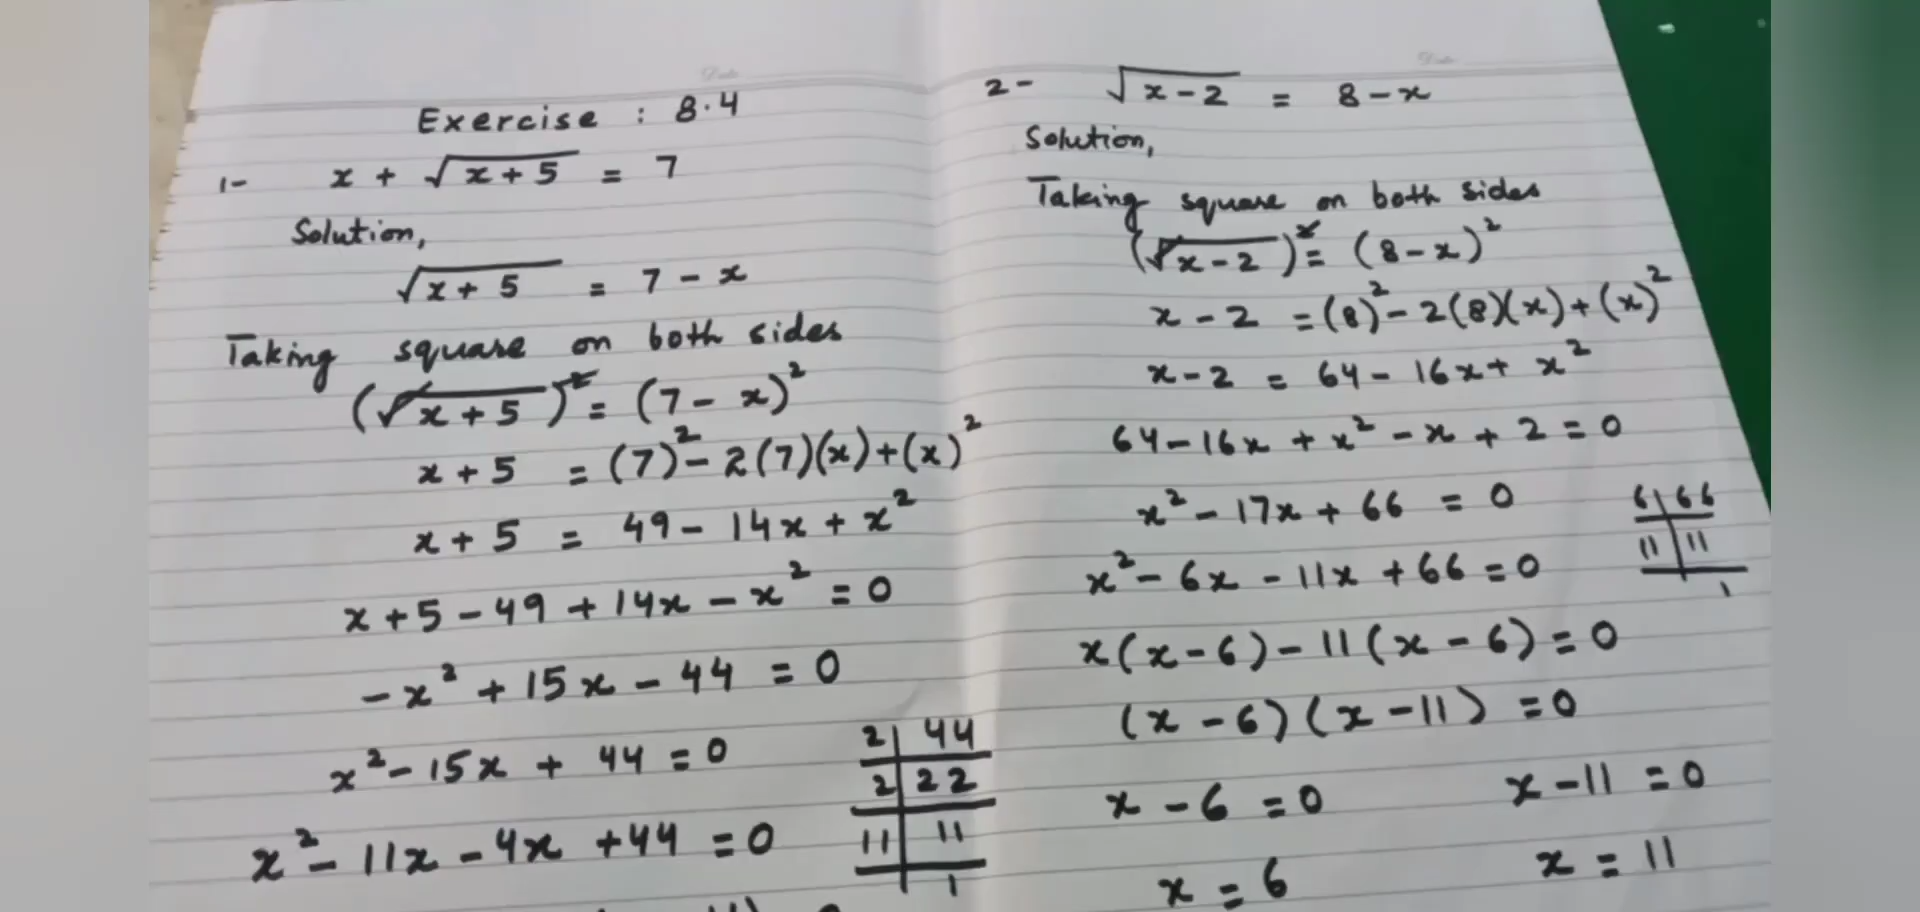 Date
Exercise : 8.4
1- x + √(x + 5) = 7
Solution,
√(x + 5) = 7 - x
Taking square on both sides
(√(x + 5))² = (7 - x)²
x + 5 = (7)² - 2(7)(x) + (x)²
x + 5 = 49 - 14x + x²
x + 5 - 49 + 14x - x² = 0
-x² + 15x - 44 = 0
x² - 15x + 44 = 0
2 | 44
2 | 22
11 | 11
1
x² - 11x - 4x + 44 = 0
Date
2- √(x - 2) = 8 - x
Solution,
Taking square on both sides
(√(x - 2))² = (8 - x)²
x - 2 = (8)² - 2(8)(x) + (x)²
x - 2 = 64 - 16x + x²
64 - 16x + x² - x + 2 = 0
x² - 17x + 66 = 0
6 | 66
11 | 11
1
x² - 6x - 11x + 66 = 0
x(x - 6) - 11(x - 6) = 0
(x - 6)(x - 11) = 0
x - 6 = 0 x - 11 = 0
x = 6 x = 11